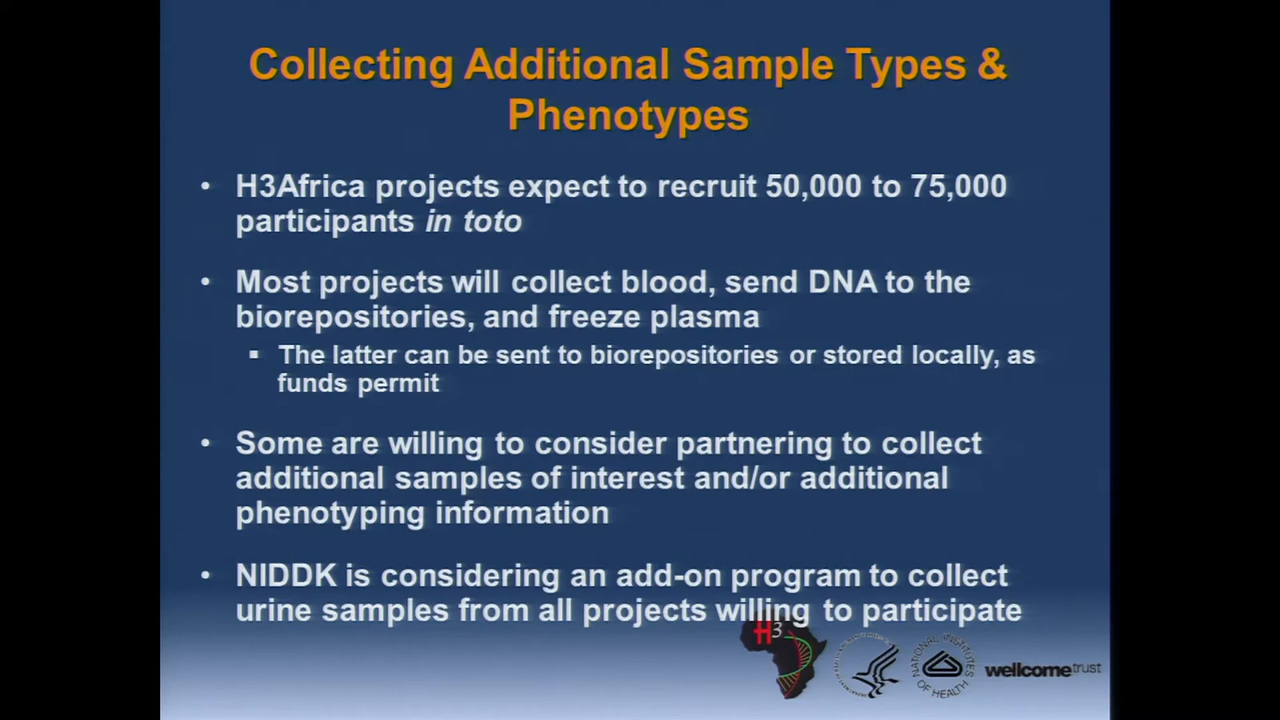 Collecting Additional Sample Types &
Phenotypes
• H3Africa projects expect to recruit 50,000 to 75,000
participants in toto
• Most projects will collect blood, send DNA to the
biorepositories, and freeze plasma
▪ The latter can be sent to biorepositories or stored locally, as
funds permit
• Some are willing to consider partnering to collect
additional samples of interest and/or additional
phenotyping information
• NIDDK is considering an add-on program to collect
urine samples from all projects willing to participate
H3
NATIONAL INSTITUTES
OF HEALTH
wellcometrust